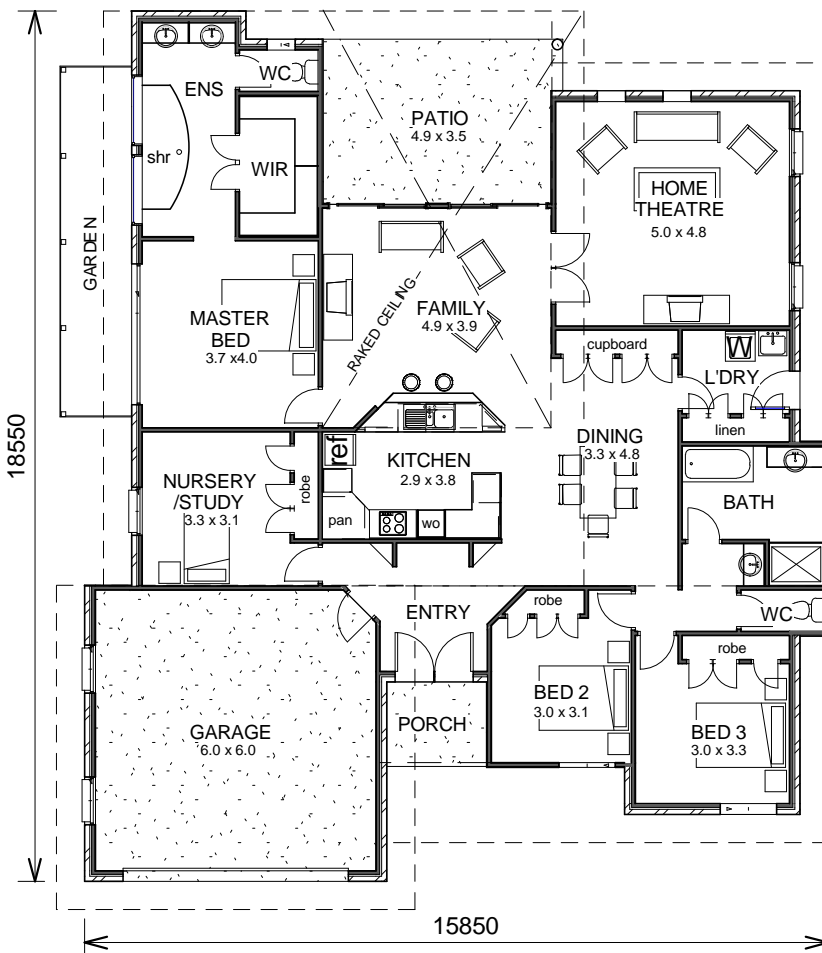 ENS
WC
PATIO
4.9 x 3.5
shr
WIR
HOME
THEATRE
5.0 x 4.8
GARDEN
MASTER
BED
3.7 x4.0
RAKED CEILING
FAMILY
4.9 x 3.9
cupboard
W
L'DRY
linen
18550
NURSERY
/STUDY
3.3 x 3.1
robe
ref
KITCHEN
2.9 x 3.8
pan
wo
DINING
3.3 x 4.8
BATH
ENTRY
robe
WC
robe
GARAGE
6.0 x 6.0
PORCH
BED 2
3.0 x 3.1
BED 3
3.0 x 3.3
15850